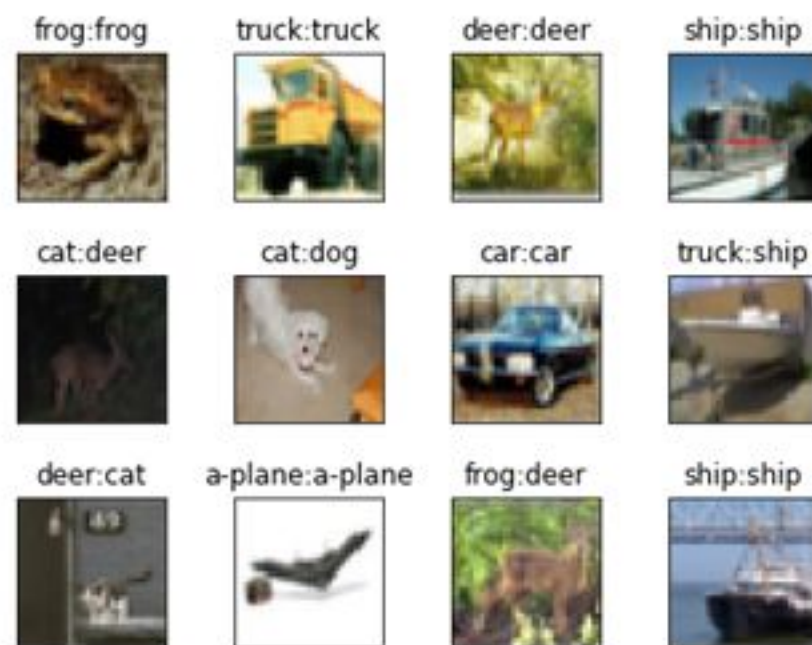 frog:frog truck:truck deer:deer ship:ship
cat:deer cat:dog car:car truck:ship
deer:cat a-plane:a-plane frog:deer ship:ship
49